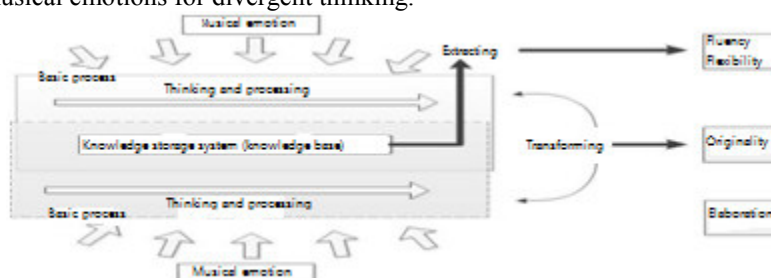 usical emotions for divergent thinking.
Musical emotion
Extracting
Fluency
Flexibility
Basic process
Thinking and processing
Knowledge storage system (knowledge base)
Transforming
Originality
Thinking and processing
Basic process
Elaboration
Musical emotion